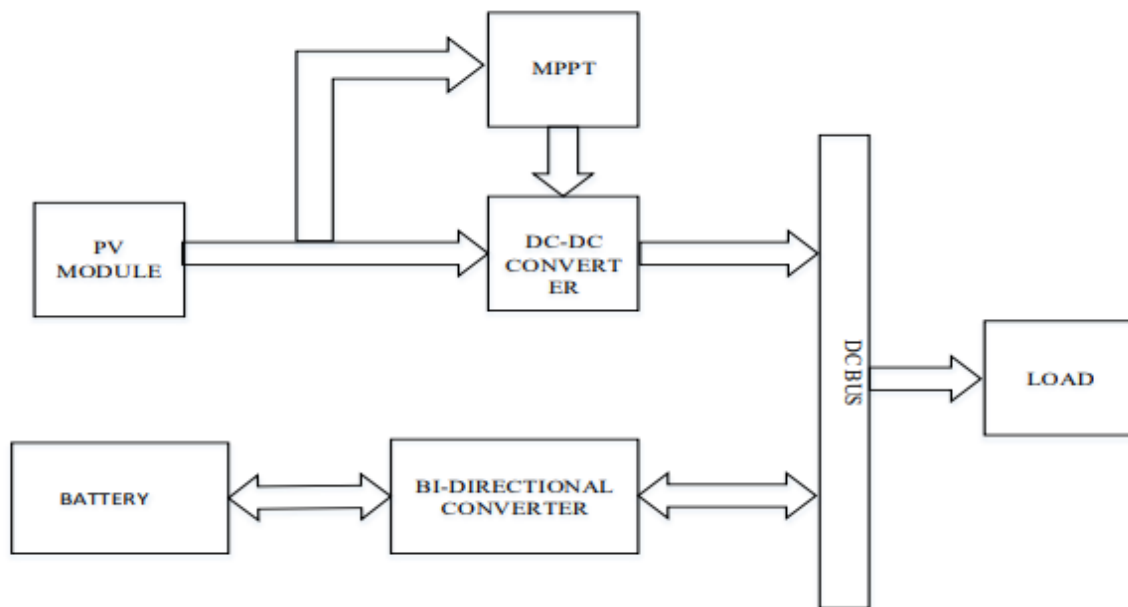 MPPT
PV
MODULE
DC-DC
CONVERT
ER
DC BUS
LOAD
BATTERY
BI-DIRECTIONAL
CONVERTER